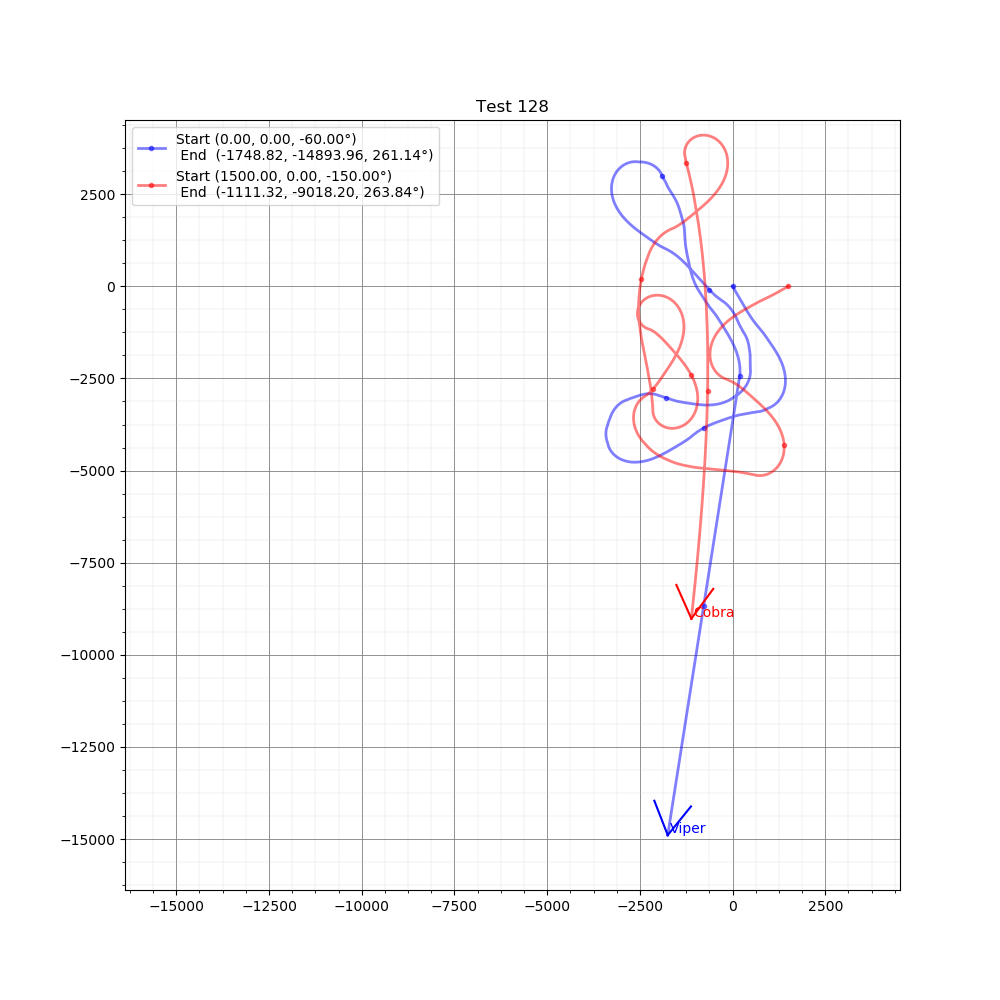 Test 128
Start (0.00, 0.00, -60.00°)
End  (-1748.82, -14893.96, 261.14°)
Start (1500.00, 0.00, -150.00°)
End  (-1111.32, -9018.20, 263.84°)
2500
0
−2500
−5000
−7500
−10000
−12500
−15000
Cobra
Viper
−15000 −12500 −10000 −7500 −5000 −2500 0 2500